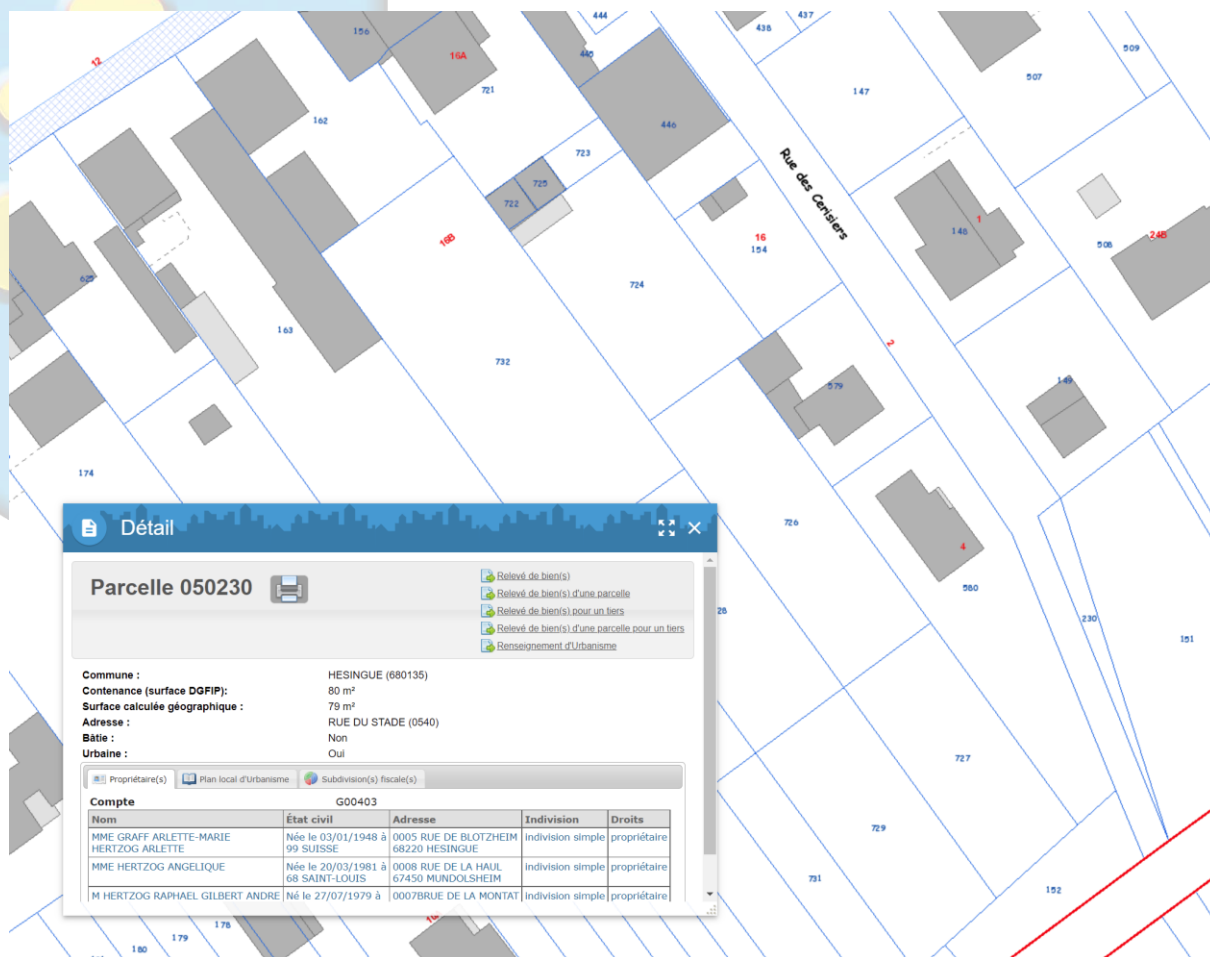 444
437
438
156
12
16A
445
509
507
721
147
162
446
723
Rue des Cerisiers
725
722
1
148
16
154
16B
508
24B
625
724
163
2
732
579
149
174
726
4
580
28
230
151
727
729
731
152
178
179
180
Détail
Parcelle 050230
Relevé de bien(s)
Relevé de bien(s) d'une parcelle
Relevé de bien(s) pour un tiers
Relevé de bien(s) d'une parcelle pour un tiers
Renseignement d'Urbanisme
Commune : HESINGUE (680135)
Contenance (surface DGFIP): 80 m²
Surface calculée géographique : 79 m²
Adresse : RUE DU STADE (0540)
Bâtie : Non
Urbaine : Oui
Propriétaire(s) Plan local d'Urbanisme Subdivision(s) fiscale(s)
Compte G00403
Nom État civil Adresse Indivision Droits
MME GRAFF ARLETTE-MARIE Née le 03/01/1948 à 0005 RUE DE BLOTZHEIM indivision simple propriétaire
HERTZOG ARLETTE 99 SUISSE 68220 HESINGUE
MME HERTZOG ANGELIQUE Née le 20/03/1981 à 0008 RUE DE LA HAUL indivision simple propriétaire
68 SAINT-LOUIS 67450 MUNDOLSHEIM
M HERTZOG RAPHAEL GILBERT ANDRE Né le 27/07/1979 à 0007BRUE DE LA MONTAT indivision simple propriétaire